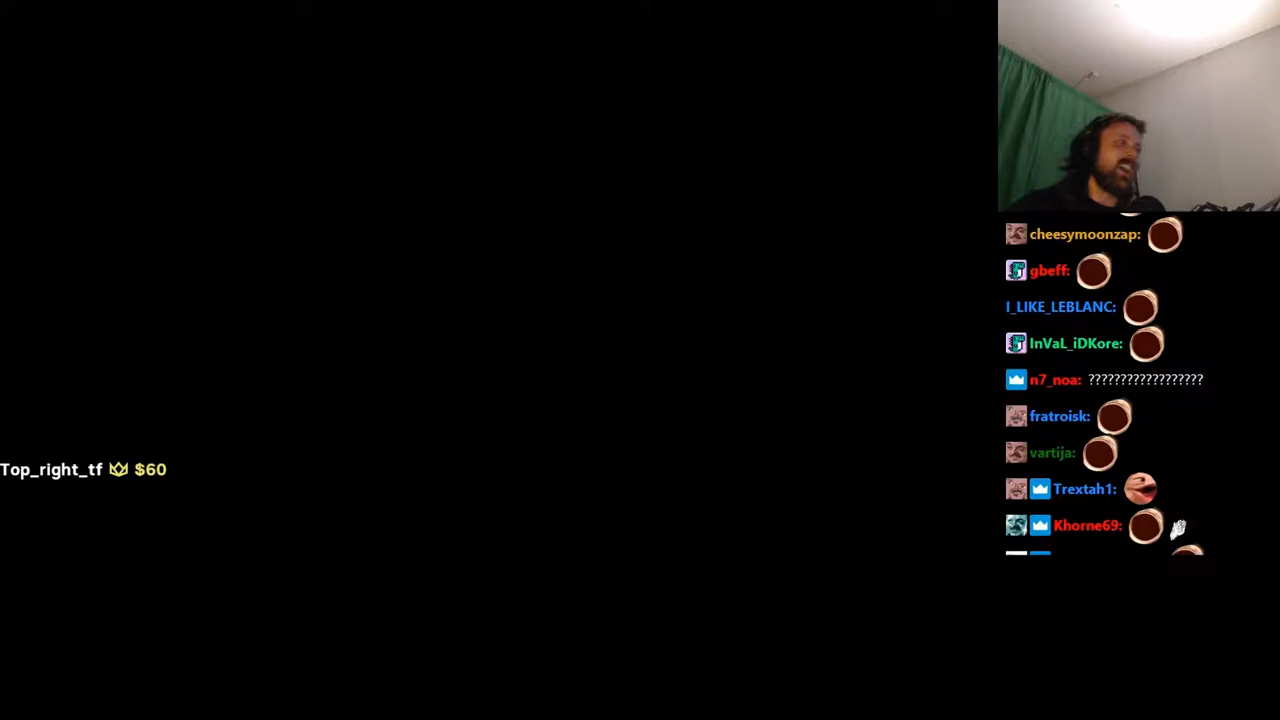 cheesymoonzap:
gbeff:
I_LIKE_LEBLANC:
InVaL_iDKore:
n7_noa: ??????????????????
fratroisk:
vartija:
Top_right_tf $60
Trextah1:
Khorne69: